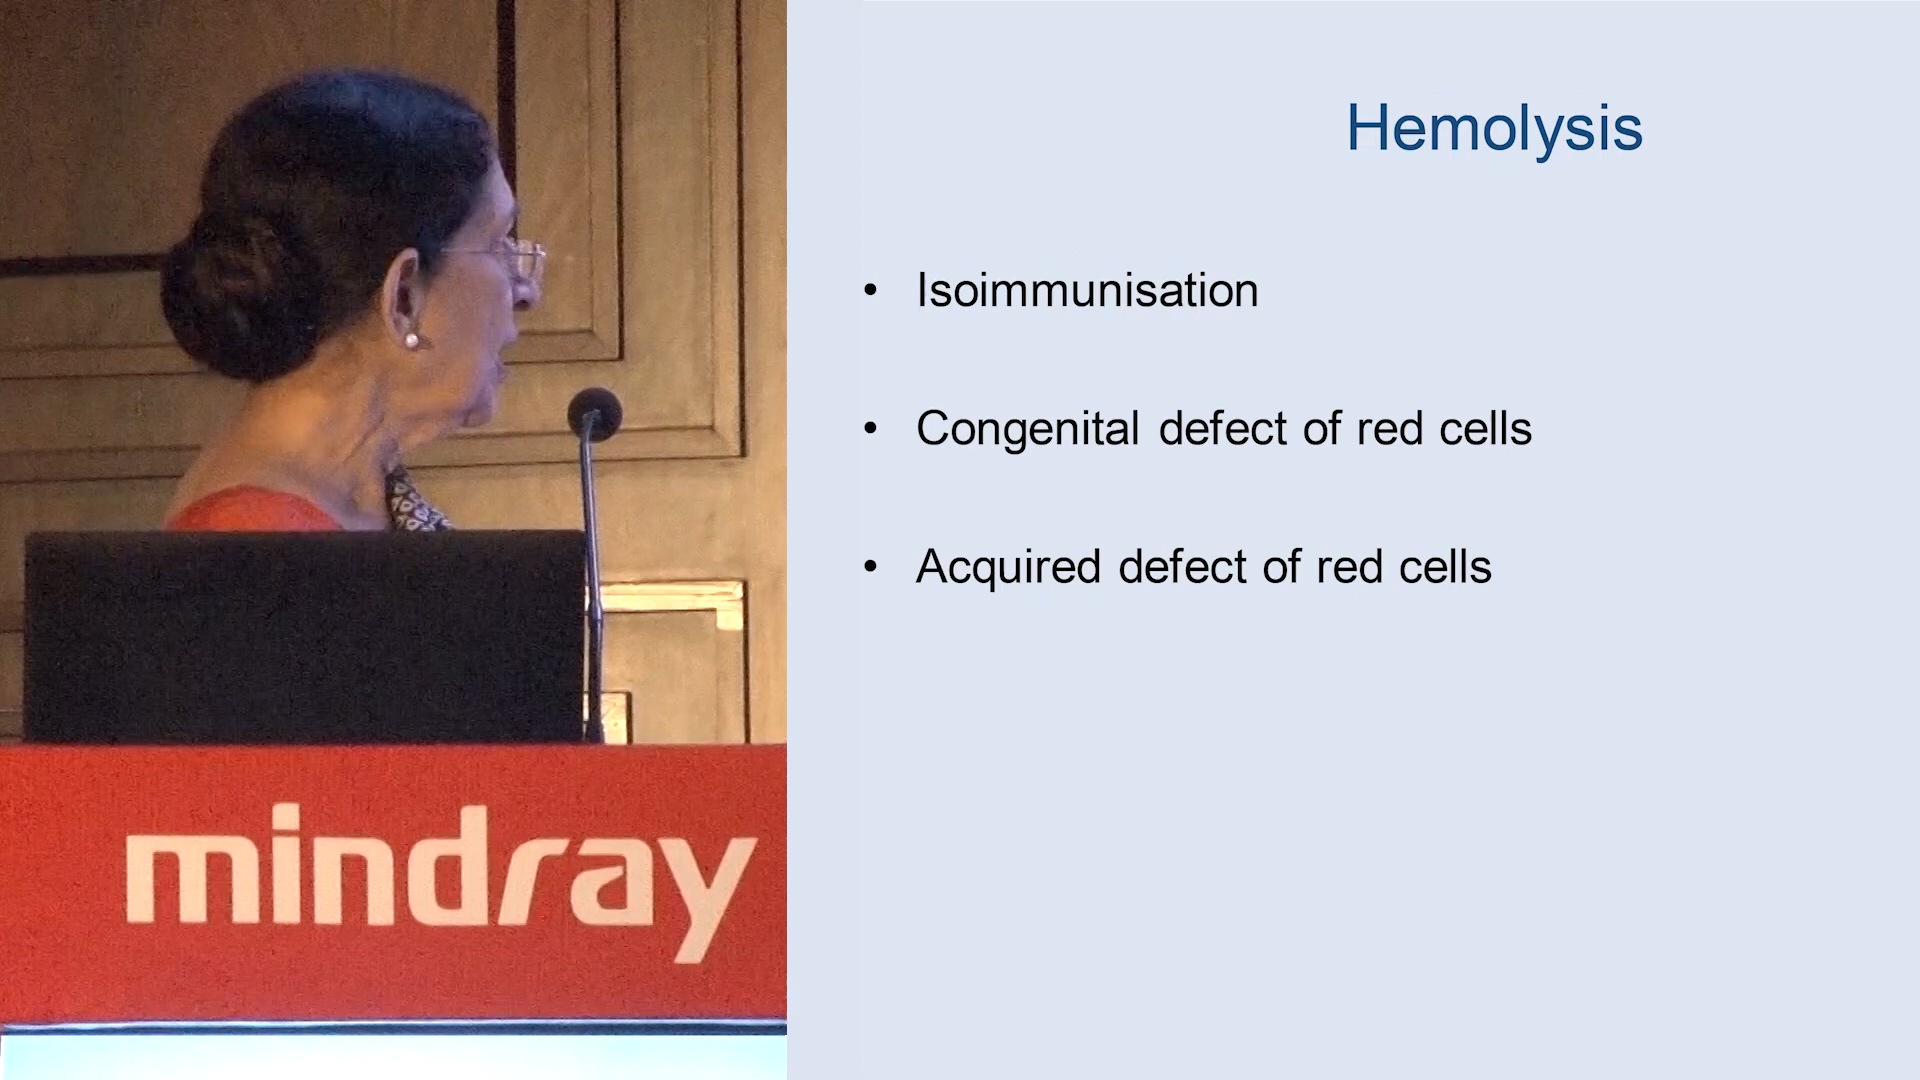 Hemolysis
• Isoimmunisation
• Congenital defect of red cells
• Acquired defect of red cells
mindray